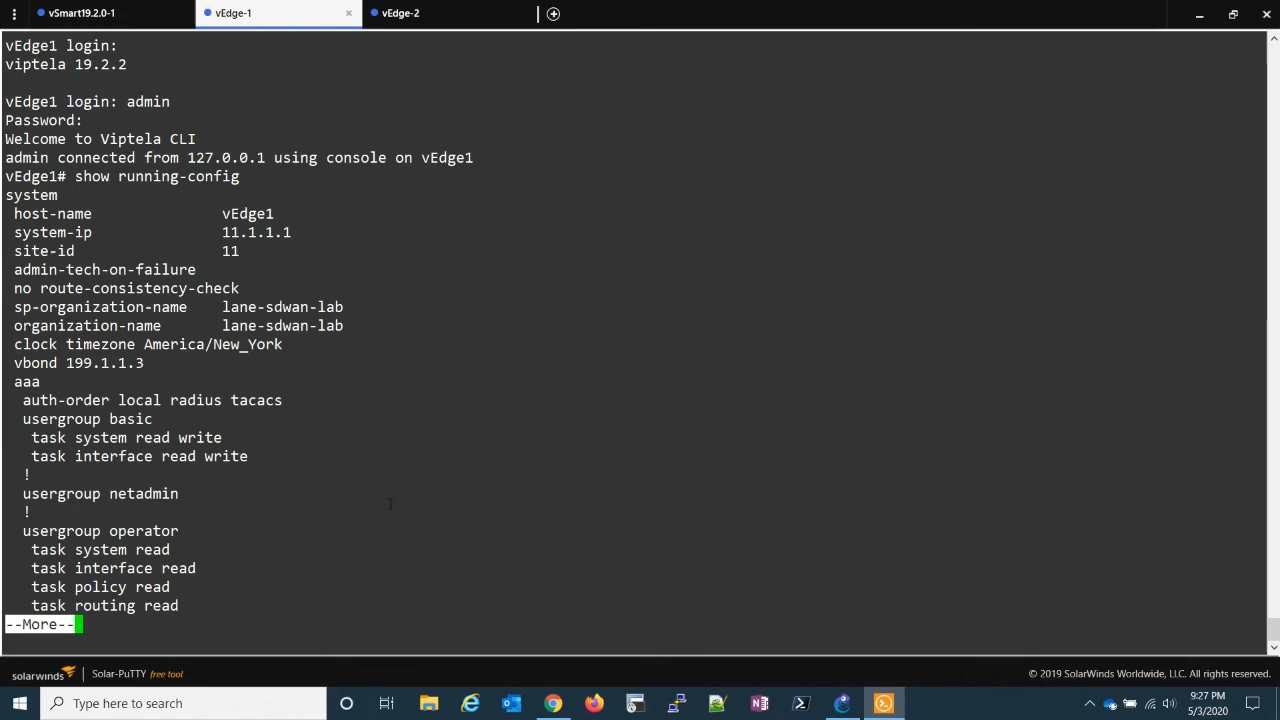 vSmart19.2.0-1
vEdge-1
vEdge-2
vEdge1 login:
viptela 19.2.2
vEdge1 login: admin
Password:
Welcome to Viptela CLI
admin connected from 127.0.0.1 using console on vEdge1
vEdge1# show running-config
system
host-name vEdge1
system-ip 11.1.1.1
site-id 11
admin-tech-on-failure
no route-consistency-check
sp-organization-name lane-sdwan-lab
organization-name lane-sdwan-lab
clock timezone America/New_York
vbond 199.1.1.3
aaa
auth-order local radius tacacs
usergroup basic
task system read write
task interface read write
!
usergroup netadmin
!
usergroup operator
task system read
task interface read
task policy read
task routing read
--More--
solarwinds Solar-PuTTY free tool © 2019 SolarWinds Worldwide, LLC. All rights reserved.
Type here to search
9:27 PM
5/3/2020